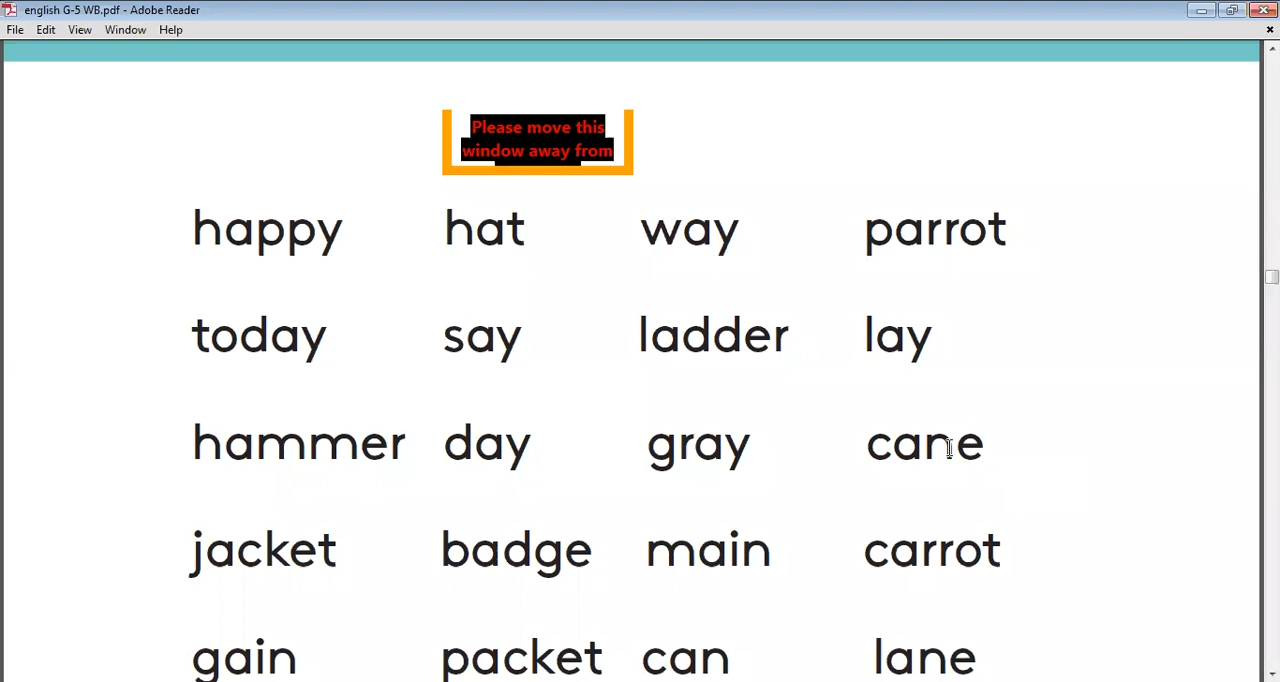 english G-5 WB.pdf - Adobe Reader
File Edit View Window Help
Please move this
window away from
happy hat way parrot
today say ladder lay
hammer day gray cane
jacket badge main carrot
gain packet can lane